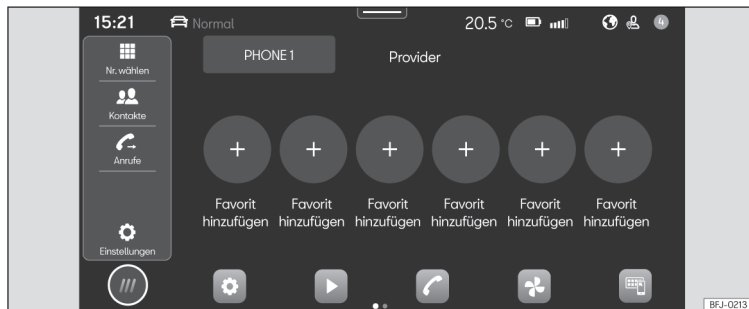 15:21
Normal
20.5 °C
4
PHONE 1
Provider
Nr. wählen
Kontakte
Anrufe
Einstellungen
+ + + + + +
Favorit Favorit Favorit Favorit Favorit Favorit
hinzufügen hinzufügen hinzufügen hinzufügen hinzufügen hinzufügen
BFJ-0213